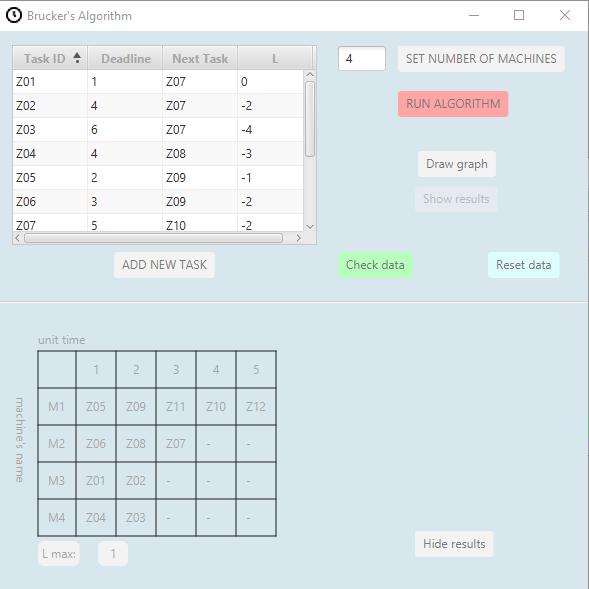 Brucker's Algorithm
Task ID Deadline Next Task L
Z01 1 Z07 0
Z02 4 Z07 -2
Z03 6 Z07 -4
Z04 4 Z08 -3
Z05 2 Z09 -1
Z06 3 Z09 -2
Z07 5 Z10 -2
4 SET NUMBER OF MACHINES
RUN ALGORITHM
Draw graph
Show results
ADD NEW TASK
Check data
Reset data
unit time
machine's name
1 2 3 4 5
M1 Z05 Z09 Z11 Z10 Z12
M2 Z06 Z08 Z07 - -
M3 Z01 Z02 - - -
M4 Z04 Z03 - - -
L max: 1
Hide results